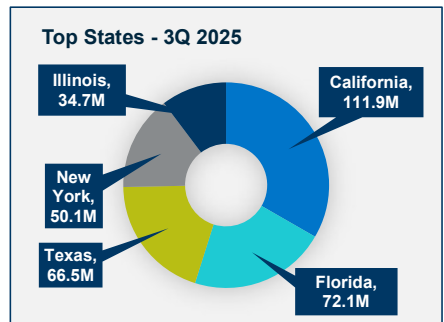 Top States - 3Q 2025
Illinois,
34.7M
California,
111.9M
New
York,
50.1M
Texas,
66.5M
Florida,
72.1M